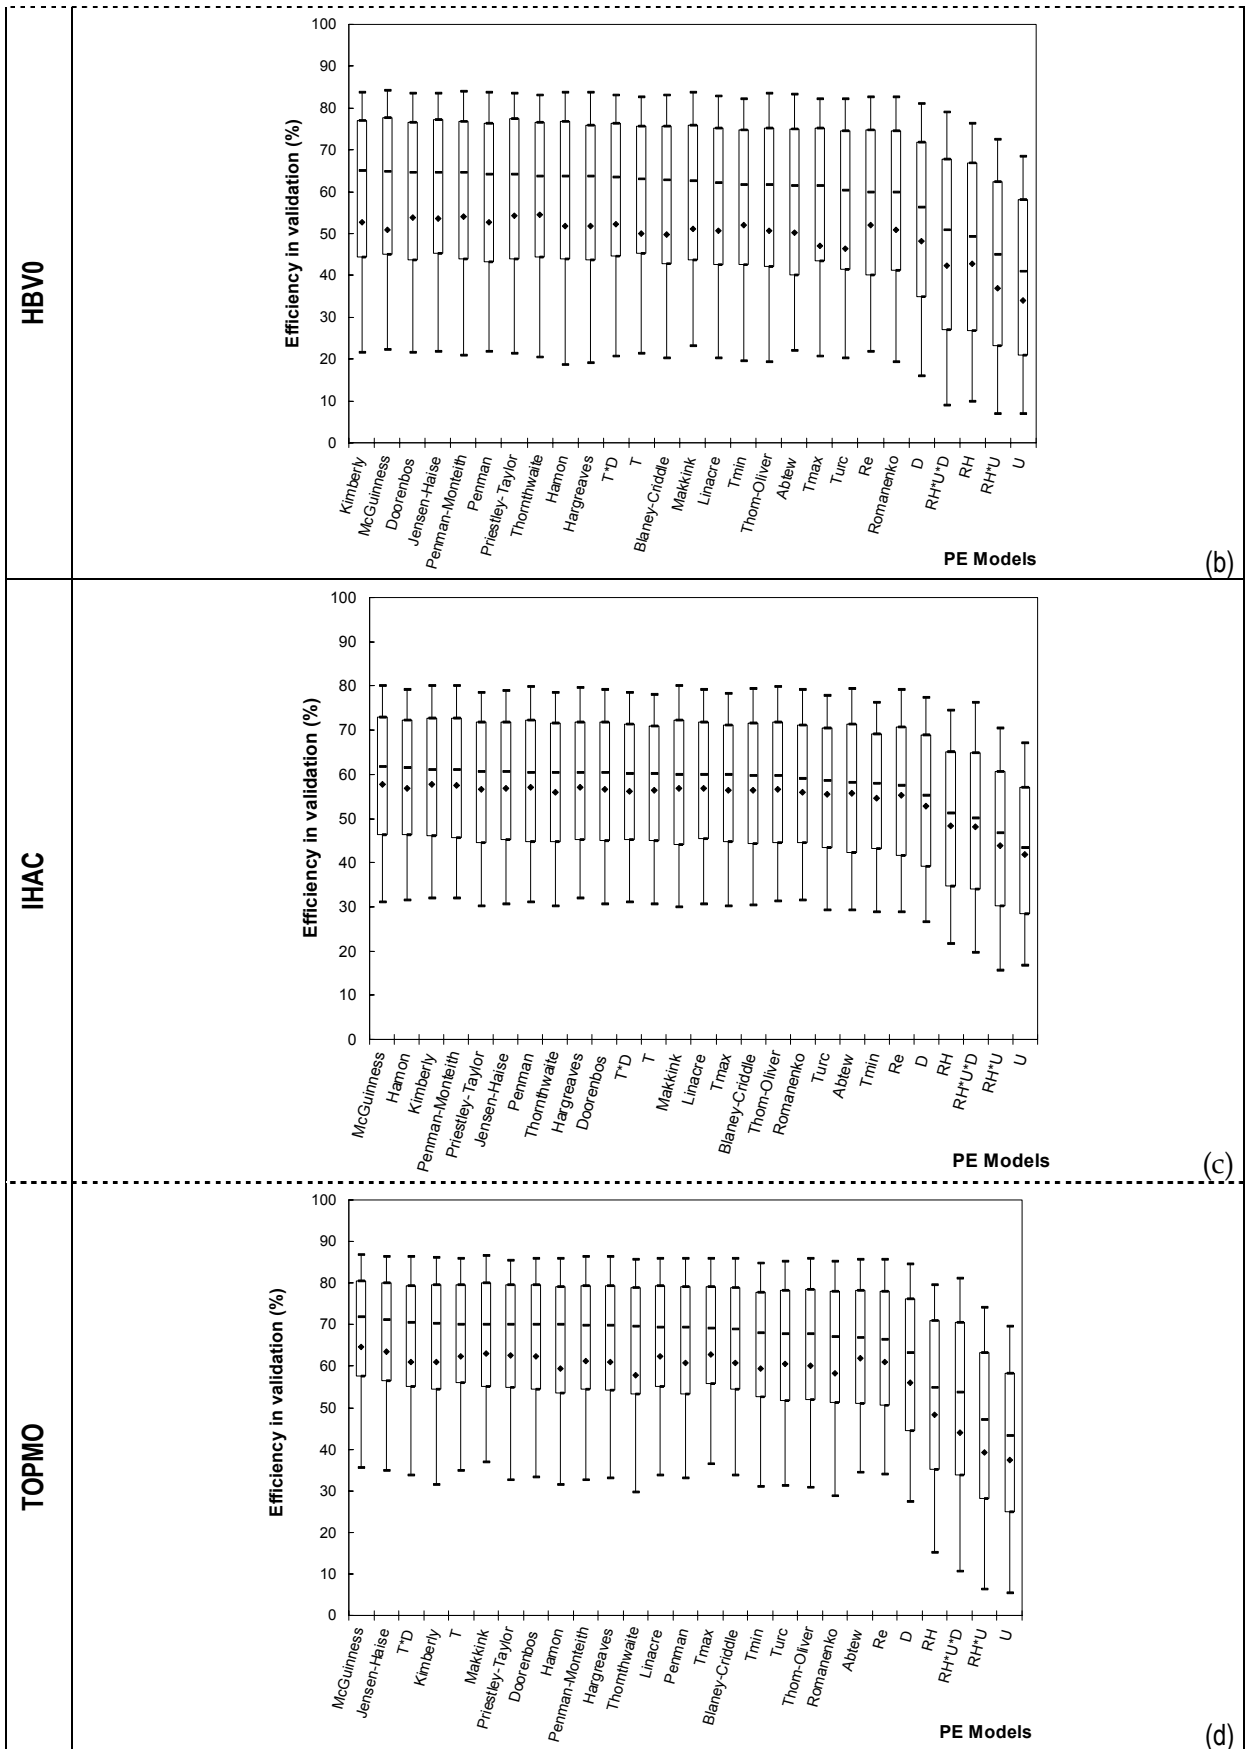 HBV0
Efficiency in validation (%)
100
90
80
70
60
50
40
30
20
10
0
Kimberly
McGuinness
Doorenbos
Jensen-Haise
Penman-Monteith
Penman
Priestley-Taylor
Thornthwaite
Hamon
Hargreaves
T*D
T
Blaney-Criddle
Makkink
Linacre
Tmin
Thom-Oliver
Abtew
Tmax
Turc
Re
Romanenko
D
RH*U*D
RH
RH*U
U
PE Models
(b)
IHAC
Efficiency in validation (%)
100
90
80
70
60
50
40
30
20
10
0
McGuinness
Hamon
Kimberly
Penman-Monteith
Priestley-Taylor
Jensen-Haise
Penman
Thornthwaite
Hargreaves
Doorenbos
T*D
T
Makkink
Linacre
Tmax
Blaney-Criddle
Thom-Oliver
Romanenko
Turc
Abtew
Tmin
Re
D
RH
RH*U*D
RH*U
U
PE Models
(c)
TOPMO
Efficiency in validation (%)
100
90
80
70
60
50
40
30
20
10
0
McGuinness
Jensen-Haise
T*D
Kimberly
T
Makkink
Priestley-Taylor
Doorenbos
Hamon
Penman-Monteith
Hargreaves
Thornthwaite
Linacre
Penman
Tmax
Blaney-Criddle
Tmin
Turc
Thom-Oliver
Romanenko
Abtew
Re
D
RH
RH*U*D
RH*U
U
PE Models
(d)